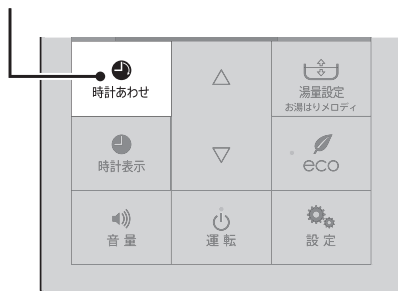 時計あわせ
湯量設定
お湯はりメロディ
時計表示
eco
音量
運転
設定